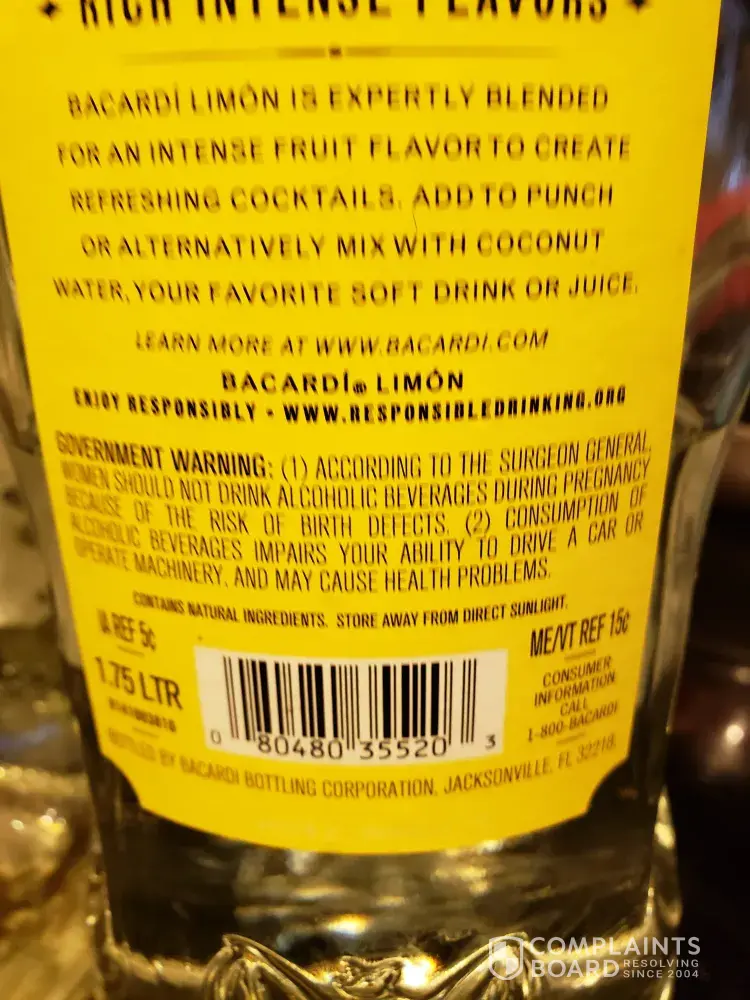 RICH INTENSE FLAVORS
BACARDÍ LIMÓN IS EXPERTLY BLENDED
FOR AN INTENSE FRUIT FLAVOR TO CREATE
REFRESHING COCKTAILS. ADD TO PUNCH
OR ALTERNATIVELY MIX WITH COCONUT
WATER, YOUR FAVORITE SOFT DRINK OR JUICE.
LEARN MORE AT WWW.BACARDI.COM
BACARDÍ® LIMÓN
ENJOY RESPONSIBLY • WWW.RESPONSIBLEDRINKING.ORG
GOVERNMENT WARNING: (1) ACCORDING TO THE SURGEON GENERAL,
WOMEN SHOULD NOT DRINK ALCOHOLIC BEVERAGES DURING PREGNANCY
BECAUSE OF THE RISK OF BIRTH DEFECTS. (2) CONSUMPTION OF
ALCOHOLIC BEVERAGES IMPAIRS YOUR ABILITY TO DRIVE A CAR OR
OPERATE MACHINERY, AND MAY CAUSE HEALTH PROBLEMS.
CONTAINS NATURAL INGREDIENTS. STORE AWAY FROM DIRECT SUNLIGHT.
IA REF 5¢
1.75 LTR
ME/VT REF 15¢
CONSUMER
INFORMATION
CALL
1-800-BACARDI
0 80480 35520 3
BOTTLED BY BACARDI BOTTLING CORPORATION, JACKSONVILLE, FL 32218.
COMPLAINTS
BOARD RESOLVING
SINCE 2004